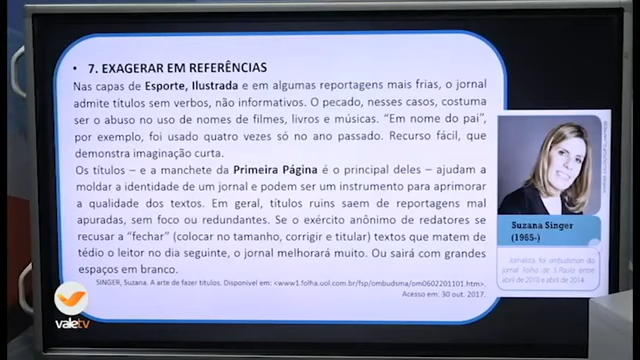 • 7. EXAGERAR EM REFERÊNCIAS
Nas capas de Esporte, Ilustrada e em algumas reportagens mais frias, o jornal
admite títulos sem verbos, não informativos. O pecado, nesses casos, costuma
ser o abuso no uso de nomes de filmes, livros e músicas. "Em nome do pai",
por exemplo, foi usado quatro vezes só no ano passado. Recurso fácil, que
demonstra imaginação curta.
Os títulos – e a manchete da Primeira Página é o principal deles – ajudam a
moldar a identidade de um jornal e podem ser um instrumento para aprimorar
a qualidade dos textos. Em geral, títulos ruins saem de reportagens mal
apuradas, sem foco ou redundantes. Se o exército anônimo de redatores se
recusar a "fechar" (colocar no tamanho, corrigir e titular) textos que matem de
tédio o leitor no dia seguinte, o jornal melhorará muito. Ou sairá com grandes
espaços em branco.
SINGER, Suzana. A arte de fazer títulos. Disponível em: <www1.folha.uol.com.br/fsp/ombudsma/om0602201101.htm>.
Acesso em: 30 out. 2017.
Suzana Singer
(1965-)
Jornalista, foi ombudsman do
jornal Folha de S.Paulo entre
abril de 2010 e abril de 2014.
valetv